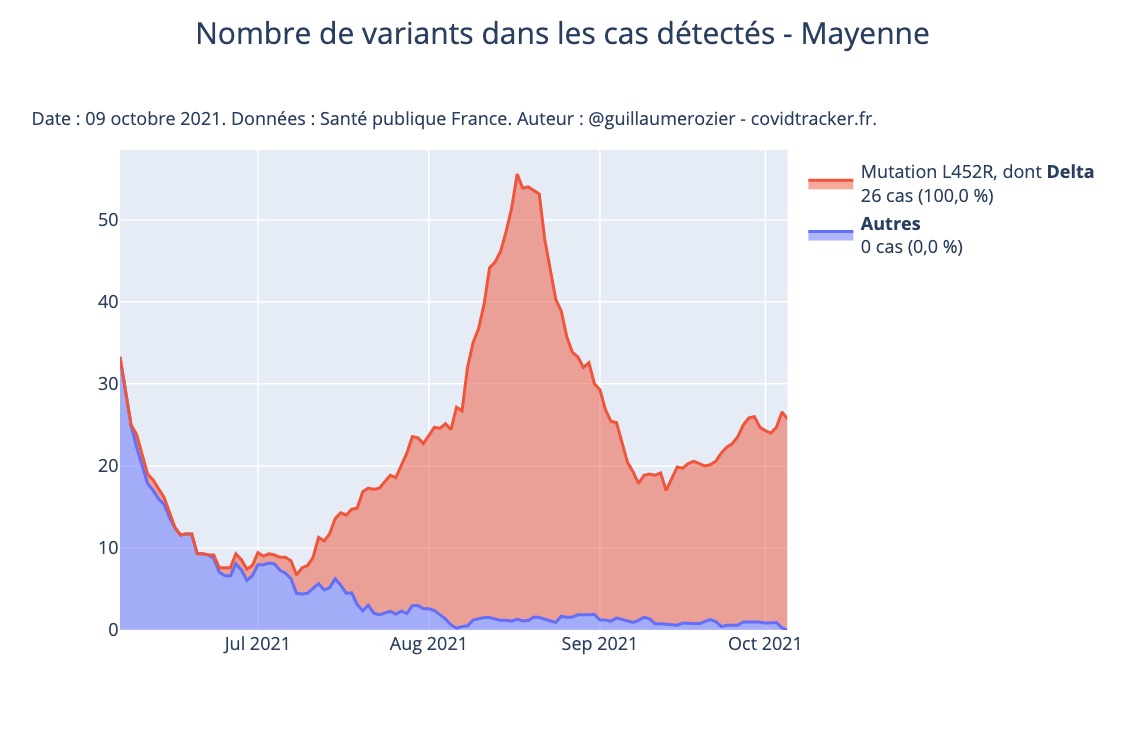 Nombre de variants dans les cas détectés - Mayenne
Date : 09 octobre 2021. Données : Santé publique France. Auteur : @guillaumerozier - covidtracker.fr.
Mutation L452R, dont Delta
26 cas (100,0 %)
Autres
0 cas (0,0 %)
50
40
30
20
10
0
Jul 2021 Aug 2021 Sep 2021 Oct 2021